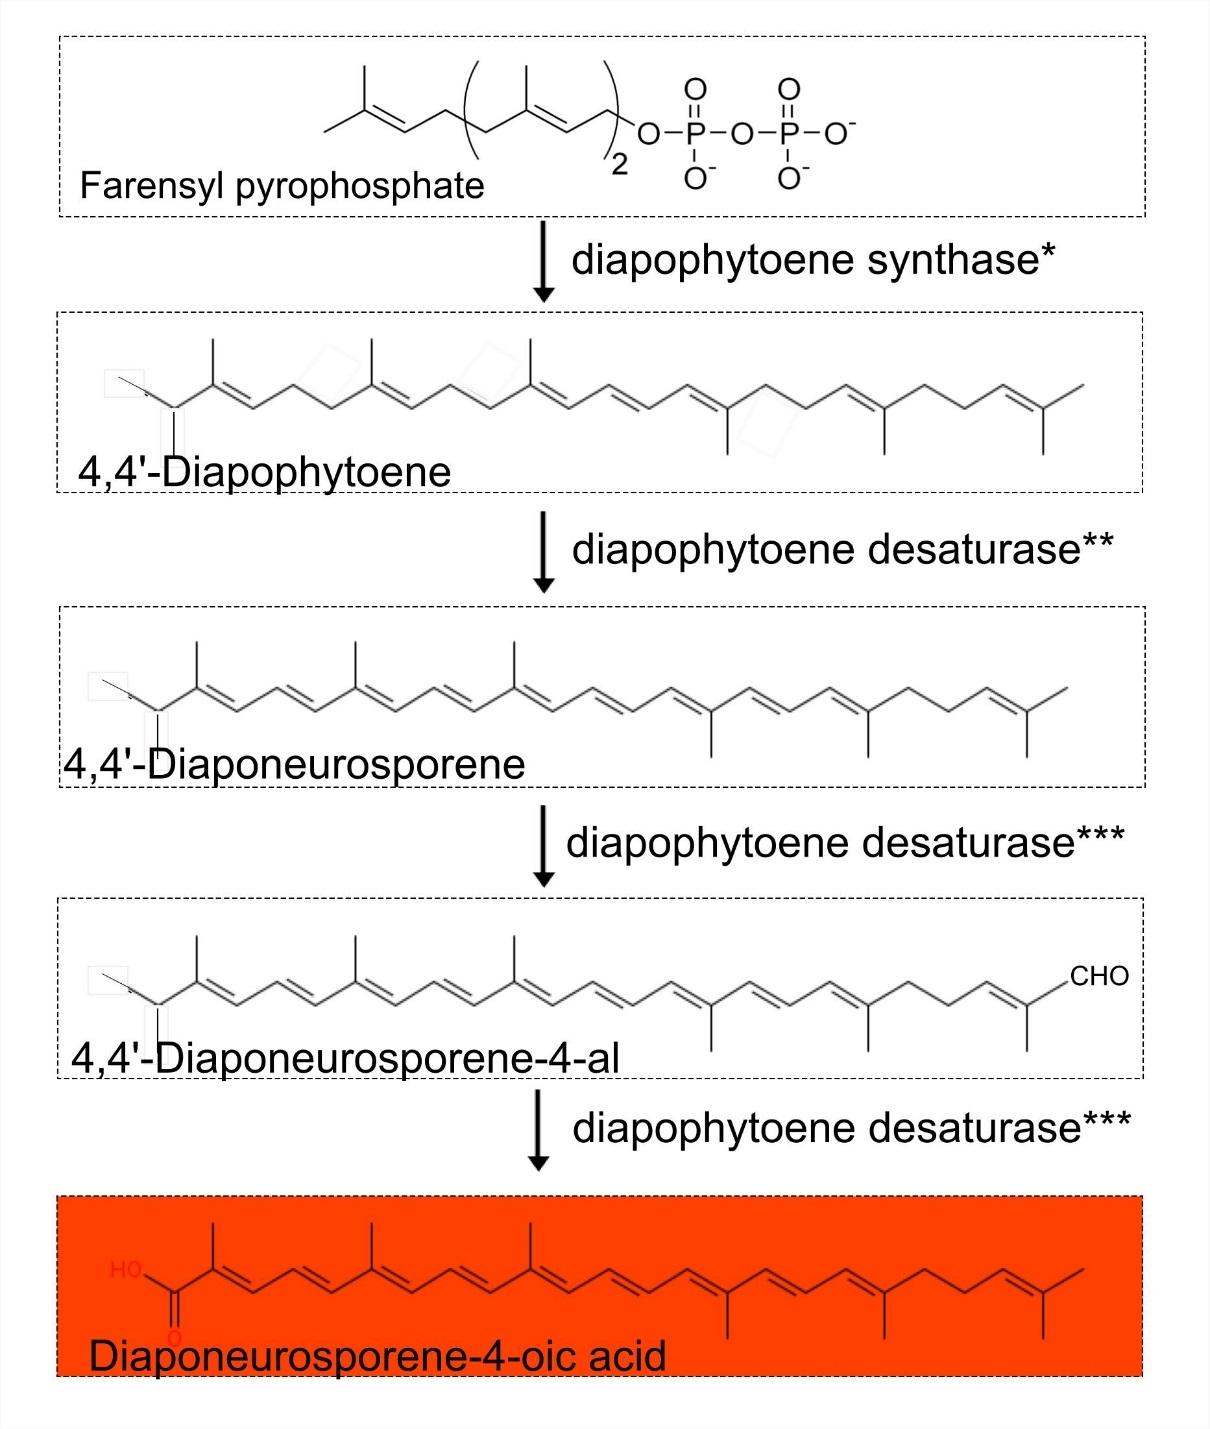 O O
O-P-O-P-O-
O- O-
2
Farensyl pyrophosphate
diapophytoene synthase*
4,4'-Diapophytoene
diapophytoene desaturase**
4,4'-Diaponeurosporene
diapophytoene desaturase***
CHO
4,4'-Diaponeurosporene-4-al
diapophytoene desaturase***
HO
O
Diaponeurosporene-4-oic acid